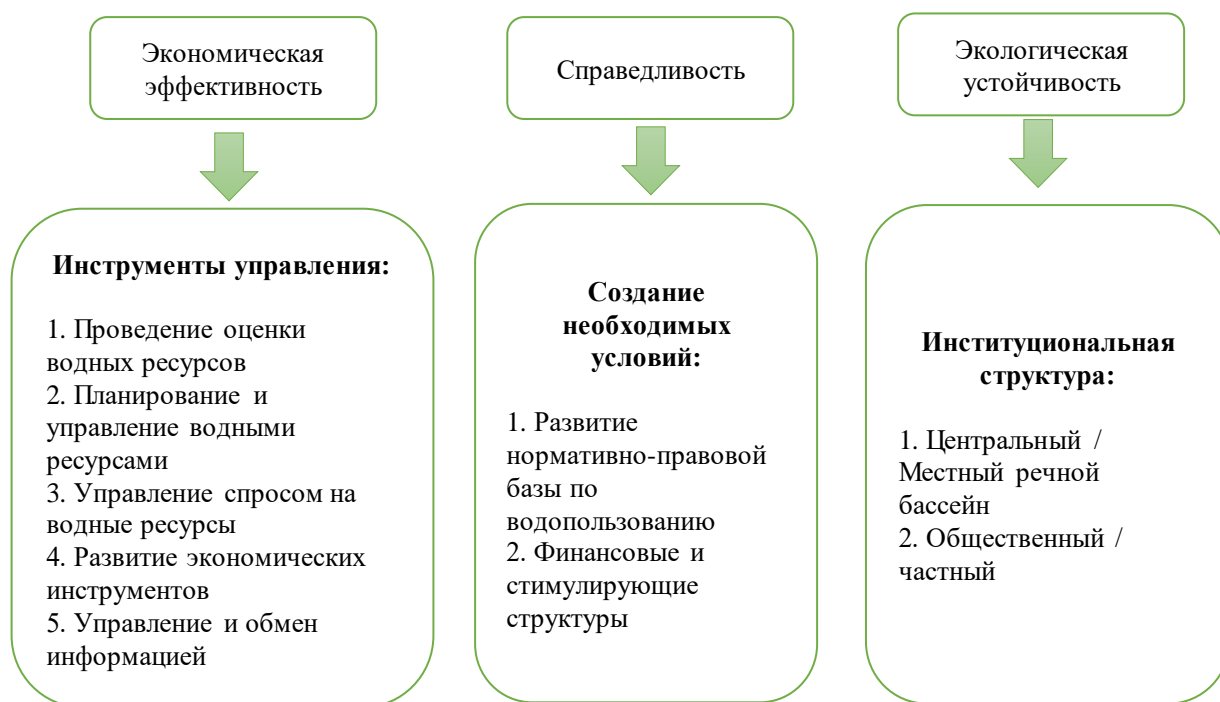 Экономическая
эффективность
Справедливость
Экологическая
устойчивость
Инструменты управления:
1. Проведение оценки
водных ресурсов
2. Планирование и
управление водными
ресурсами
3. Управление спросом на
водные ресурсы
4. Развитие экономических
инструментов
5. Управление и обмен
информацией
Создание
необходимых
условий:
1. Развитие
нормативно-правовой
базы по
водопользованию
2. Финансовые и
стимулирующие
структуры
Институциональная
структура:
1. Центральный /
Местный речной
бассейн
2. Общественный /
частный